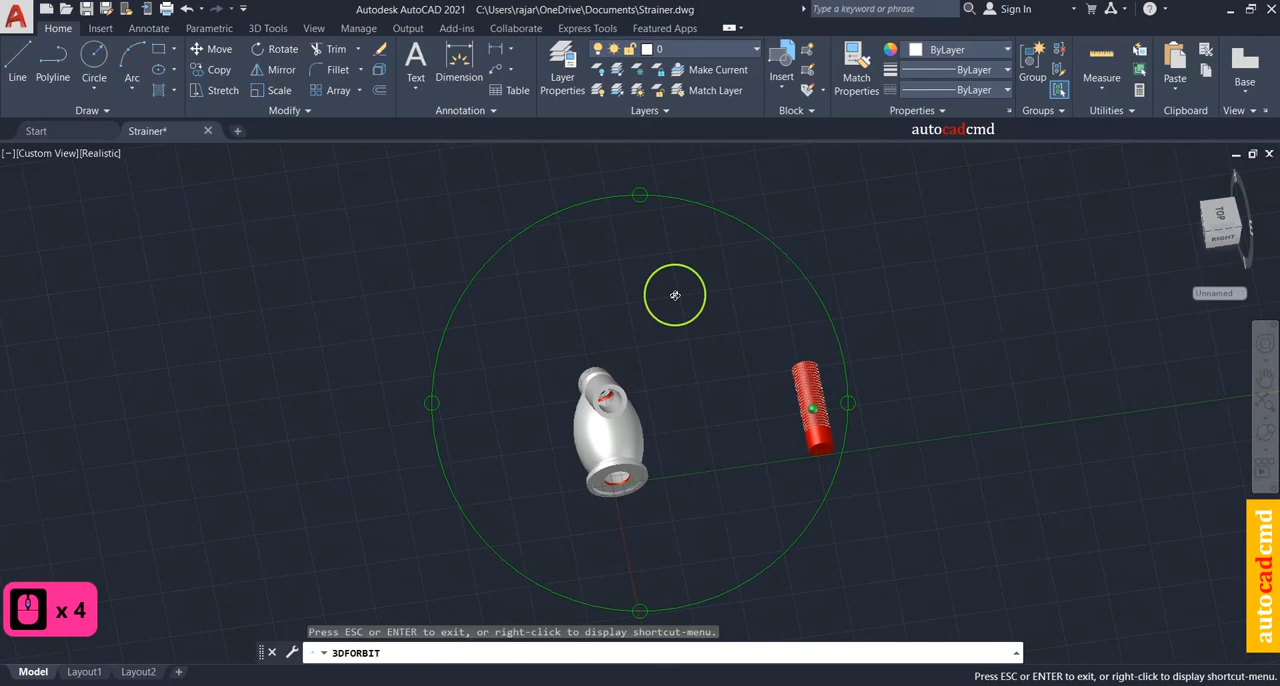 Autodesk AutoCAD 2021 C:\Users\rajar\OneDrive\Documents\Strainer.dwg Type a keyword or phrase Sign In
Home Insert Annotate Parametric 3D Tools View Manage Output Add-ins Collaborate Express Tools Featured Apps
Line Polyline Circle Arc
Move Rotate Trim
Copy Mirror Fillet
Stretch Scale Array
Text Dimension Table
Layer Properties
0
Make Current
Match Layer
Insert
Match Properties
ByLayer
ByLayer
ByLayer
Group
Measure
Paste
Base
Draw Modify Annotation Layers Block Properties Groups Utilities Clipboard View
Start Strainer*
autocadcmd
[−][Custom View][Realistic]
TOP
RIGHT
Unnamed
x 4
autocadcmd
Press ESC or ENTER to exit, or right-click to display shortcut-menu.
3DFORBIT
Model Layout1 Layout2
Press ESC or ENTER to exit, or right-click to display shortcut-menu.